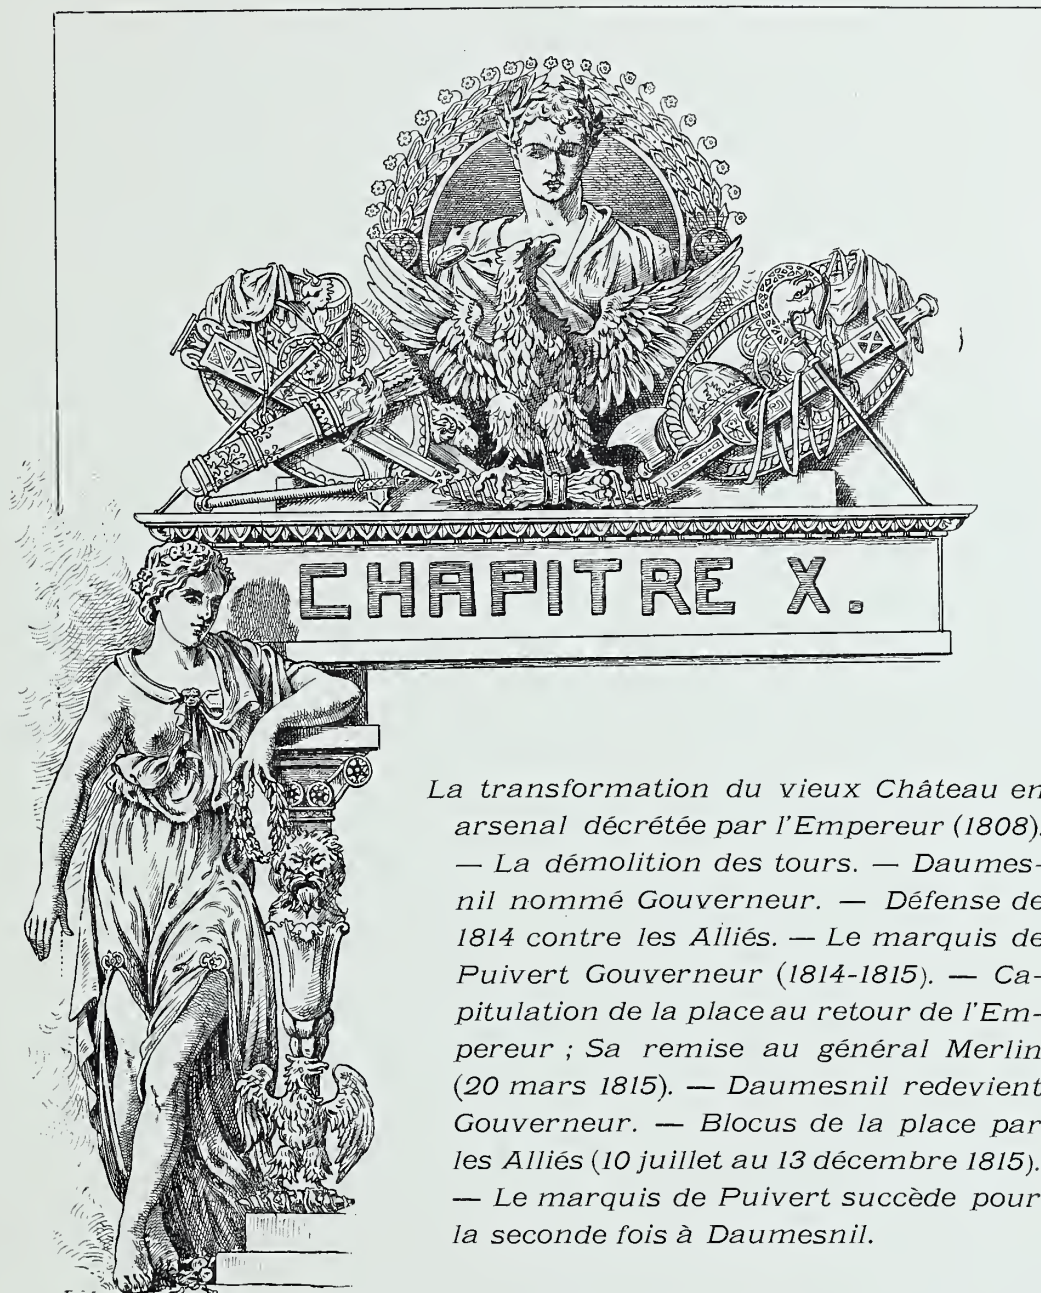 CHAPITRE X.
La transformation du vieux Château en
arsenal décrétée par l'Empereur (1808).
— La démolition des tours. — Daumes-
nil nommé Gouverneur. — Défense de
1814 contre les Alliés. — Le marquis de
Puivert Gouverneur (1814-1815). — Ca-
pitulation de la place au retour de l'Em-
pereur ; Sa remise au général Merlin
(20 mars 1815). — Daumesnil redevient
Gouverneur. — Blocus de la place par
les Alliés (10 juillet au 13 décembre 1815).
— Le marquis de Puivert succède pour
la seconde fois à Daumesnil.